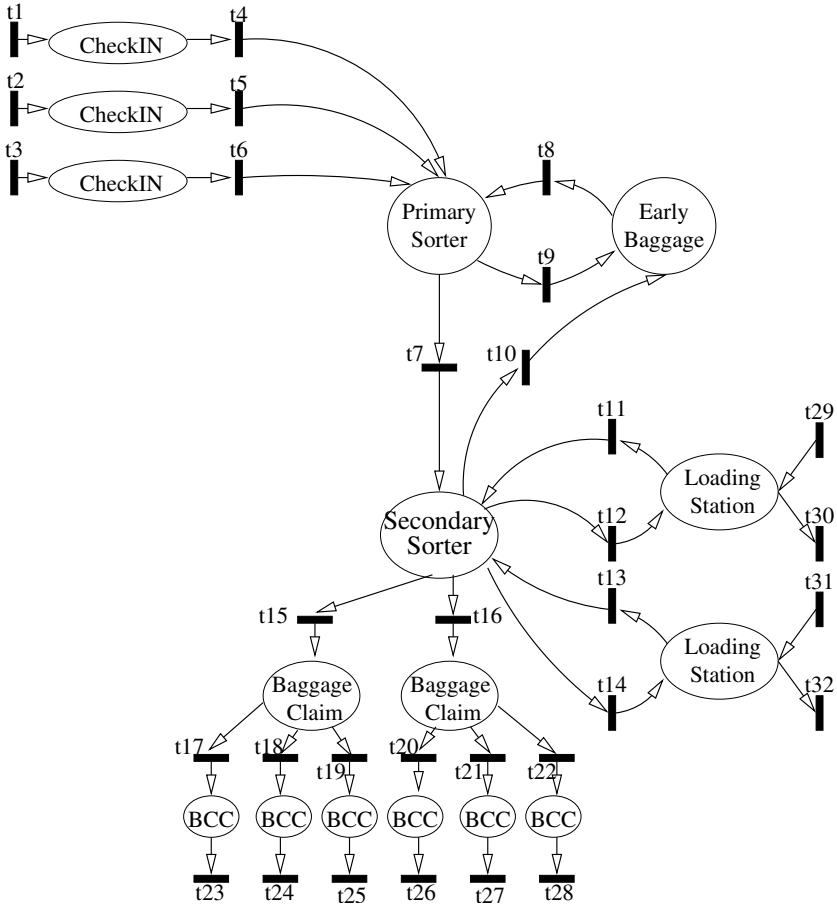 t1
t4
CheckIN
t2
t5
CheckIN
t3
t6
CheckIN
t8
Primary
Sorter
Early
Baggage
t9
t7
t10
t11
t29
Loading
Station
Secondary
Sorter
t12
t30
t13
t31
Loading
Station
t15
t16
t14
t32
Baggage
Claim
Baggage
Claim
t17
t18
t19
t20
t21
t22
BCC
BCC
BCC
BCC
BCC
BCC
t23
t24
t25
t26
t27
t28